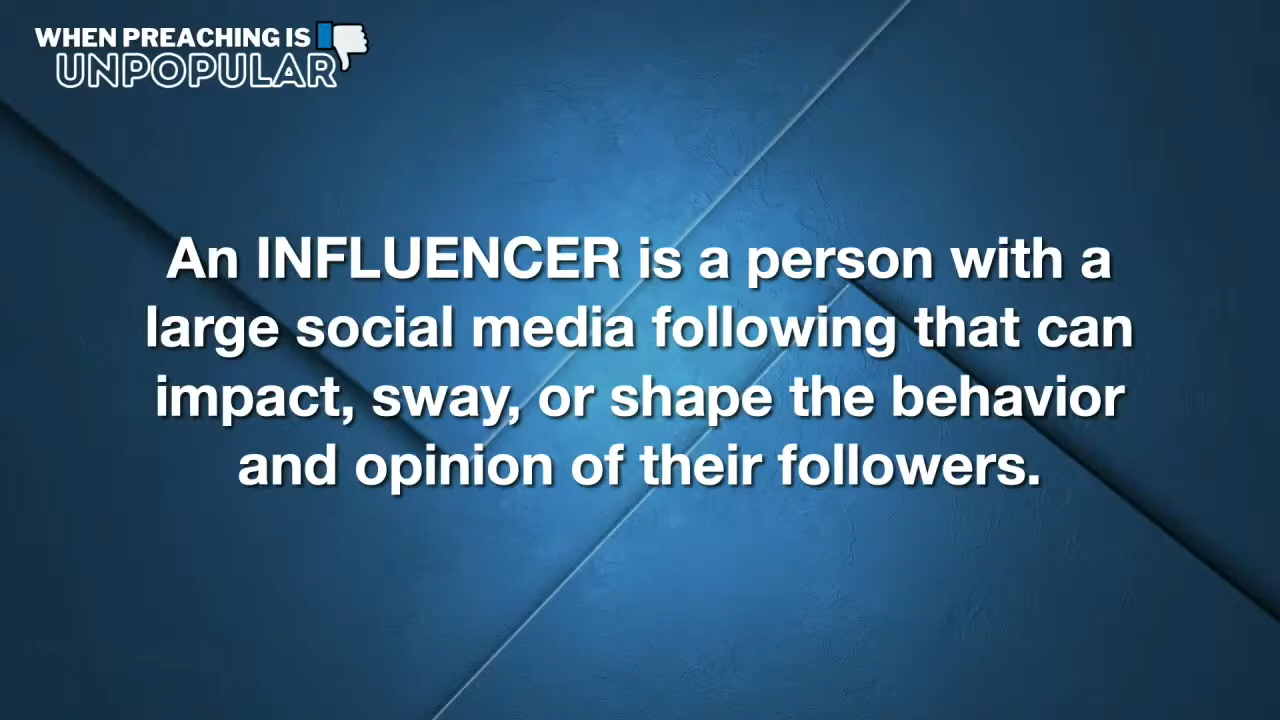 WHEN PREACHING IS
UNPOPULAR
An INFLUENCER is a person with a
large social media following that can
impact, sway, or shape the behavior
and opinion of their followers.